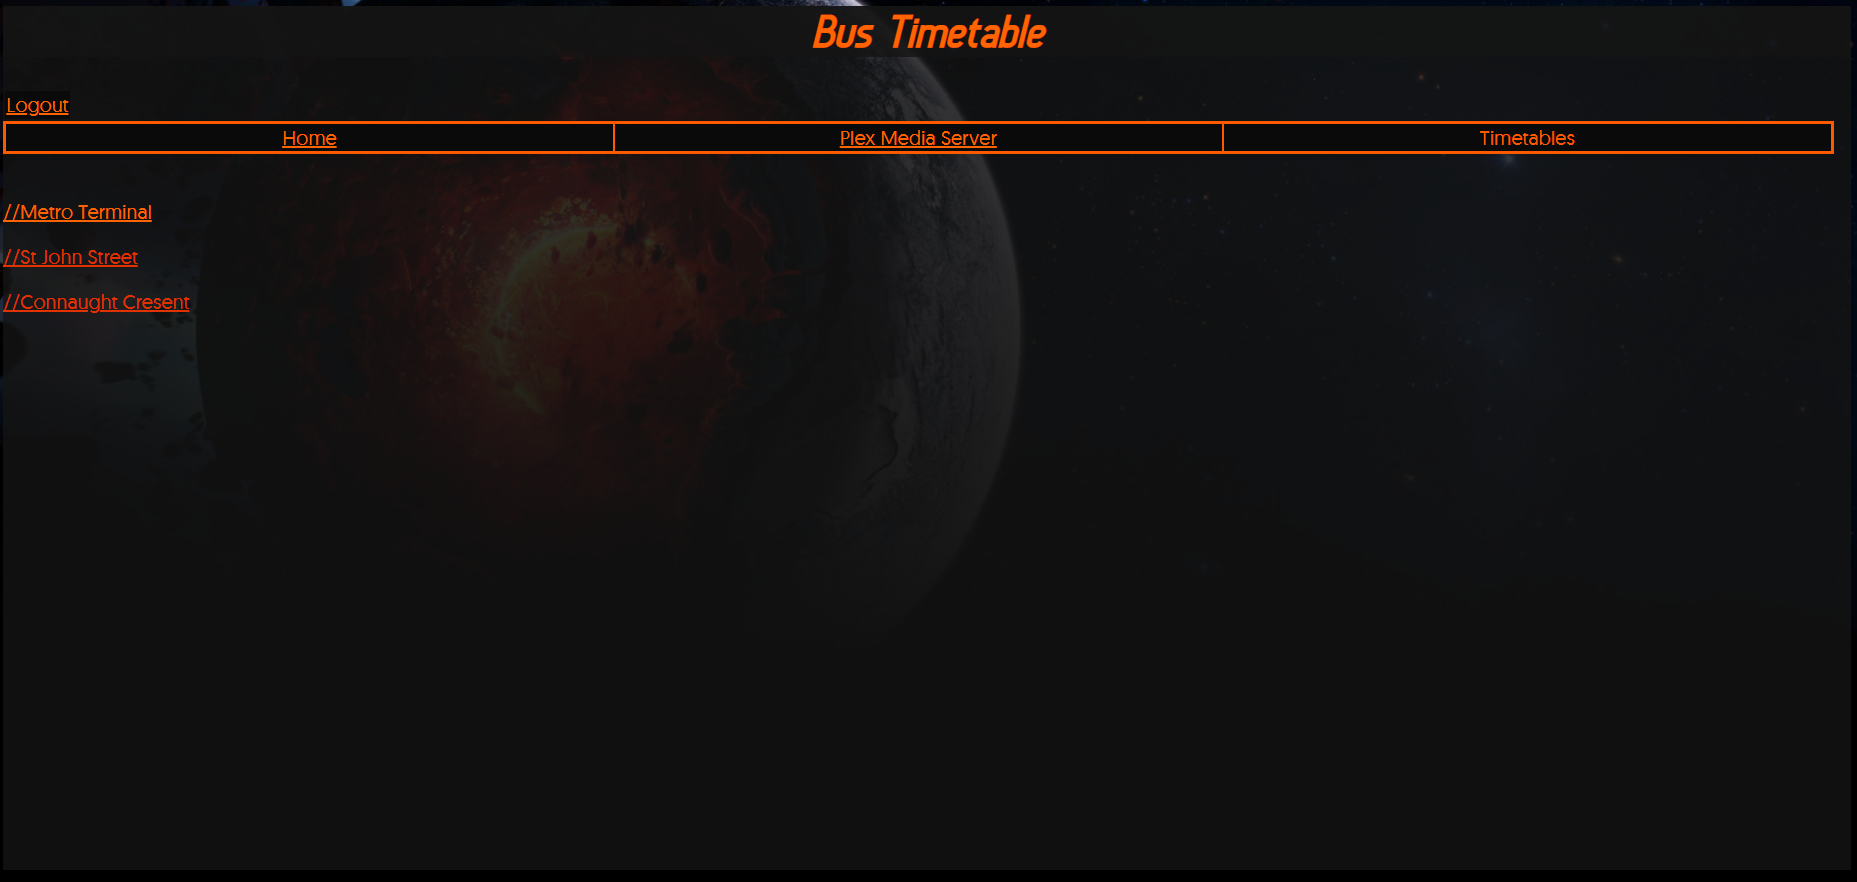 Bus Timetable
Logout
Home Plex Media Server Timetables
//Metro Terminal
//St John Street
//Connaught Cresent